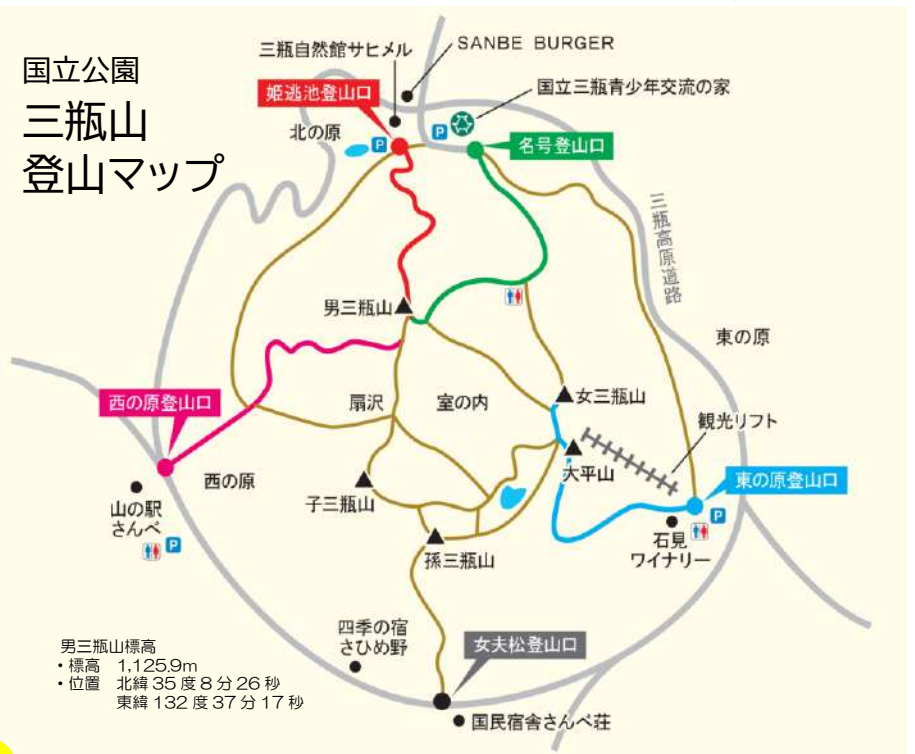 国立公園
三瓶山
登山マップ
三瓶自然館サヒメル
SANBE BURGER
国立三瓶青少年交流の家
姫逃池登山口
北の原
P
P
名号登山口
三瓶高原道路
男三瓶山
東の原
西の原登山口
扇沢
室の内
女三瓶山
観光リフト
西の原
大平山
東の原登山口
山の駅
さんべ
P
子三瓶山
P
石見
ワイナリー
孫三瓶山
四季の宿
さひめ野
女夫松登山口
国民宿舎さんべ荘
男三瓶山標高
・標高 1,125.9m
・位置 北緯 35 度 8 分 26 秒
東緯 132 度 37 分 17 秒